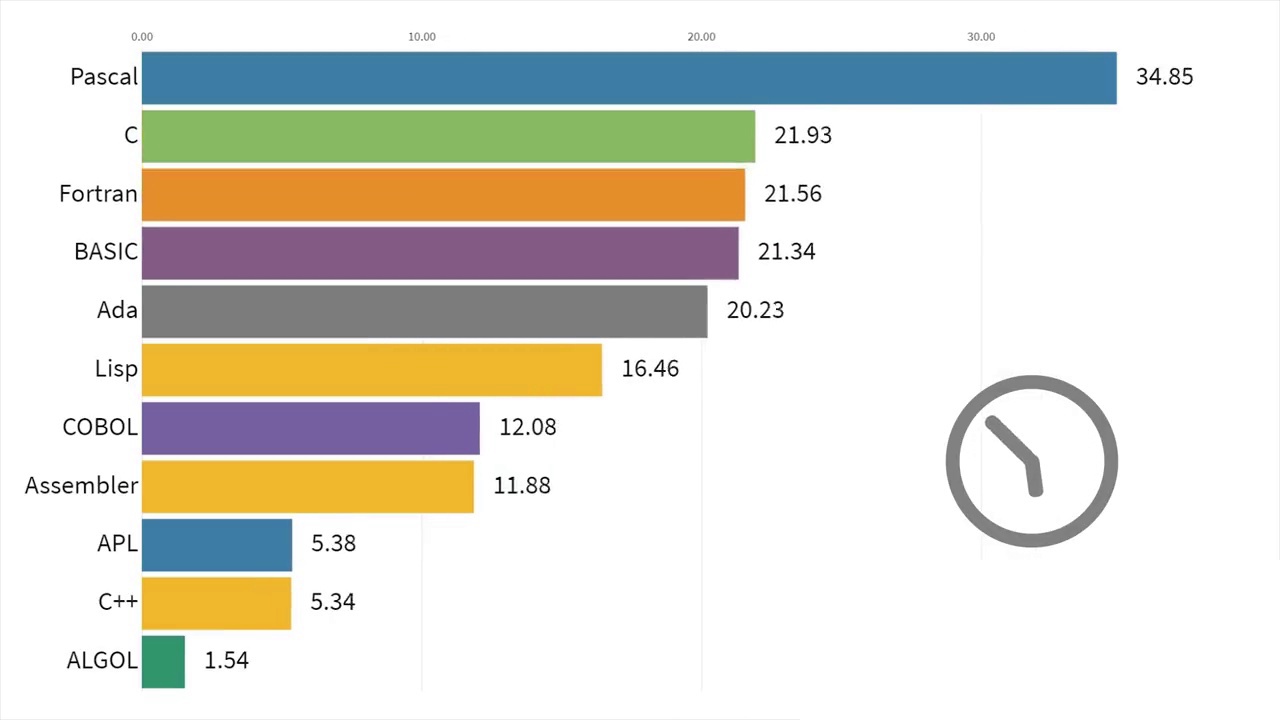 0.00 10.00 20.00 30.00
Pascal 34.85
C 21.93
Fortran 21.56
BASIC 21.34
Ada 20.23
Lisp 16.46
COBOL 12.08
Assembler 11.88
APL 5.38
C++ 5.34
ALGOL 1.54